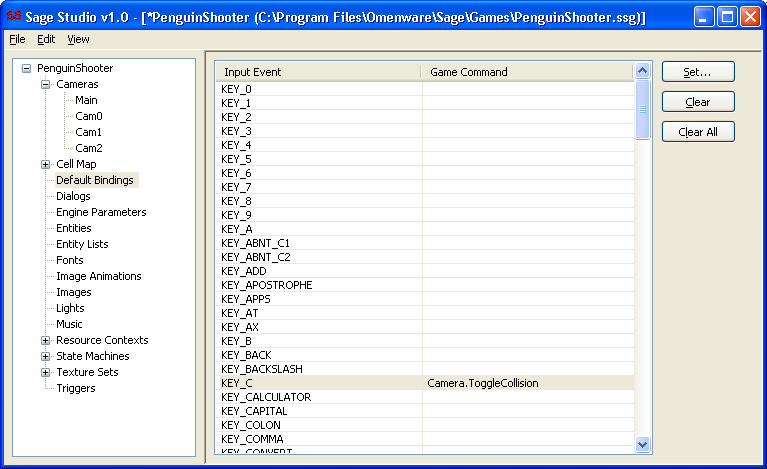 SS Sage Studio v1.0 - [*PenguinShooter (C:\Program Files\Omenware\Sage\Games\PenguinShooter.ssg)]
File Edit View
PenguinShooter
Cameras
Main
Cam0
Cam1
Cam2
Cell Map
Default Bindings
Dialogs
Engine Parameters
Entities
Entity Lists
Fonts
Image Animations
Images
Lights
Music
Resource Contexts
State Machines
Texture Sets
Triggers
Input Event Game Command
KEY_0
KEY_1
KEY_2
KEY_3
KEY_4
KEY_5
KEY_6
KEY_7
KEY_8
KEY_9
KEY_A
KEY_ABNT_C1
KEY_ABNT_C2
KEY_ADD
KEY_APOSTROPHE
KEY_APPS
KEY_AT
KEY_AX
KEY_B
KEY_BACK
KEY_BACKSLASH
KEY_C Camera.ToggleCollision
KEY_CALCULATOR
KEY_CAPITAL
KEY_COLON
KEY_COMMA
KEY_CONVERT
Set...
Clear
Clear All